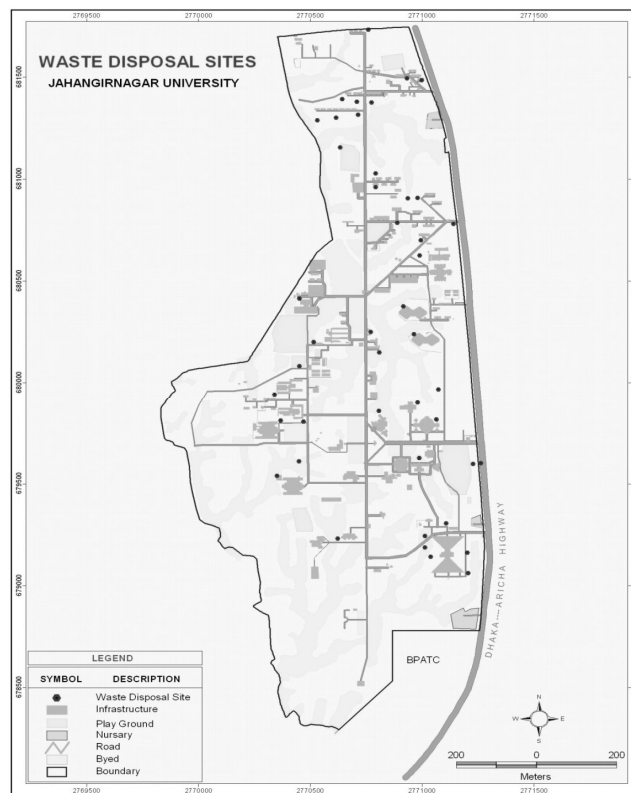 2769500 2770000 2770500 2771000 2771500
WASTE DISPOSAL SITES
JAHANGIRNAGAR UNIVERSITY
681500
681000
680500
680000
679500
679000
678500
DHAKA—ARICHA HIGHWAY
BPATC
LEGEND
SYMBOL DESCRIPTION
Waste Disposal Site
Infrastructure
Play Ground
Nursary
Road
Byed
Boundary
N
W E
S
200 0 200
Meters
2769500 2770000 2770500 2771000 2771500